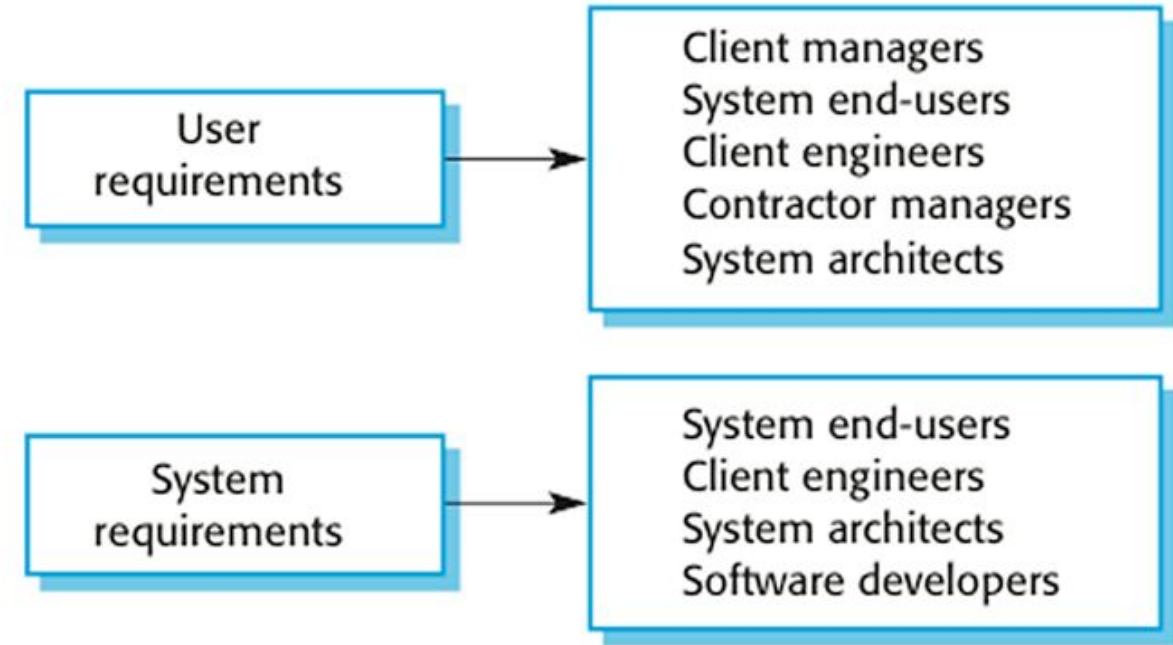 User
requirements
Client managers
System end-users
Client engineers
Contractor managers
System architects
System
requirements
System end-users
Client engineers
System architects
Software developers